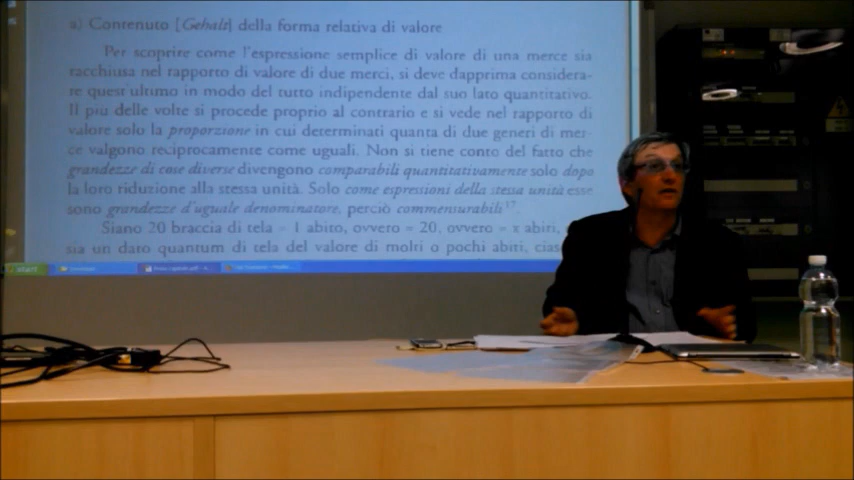 a) Contenuto [Gehalt] della forma relativa di valore
Per scoprire come l'espressione semplice di valore di una merce sia
racchiusa nel rapporto di valore di due merci, si deve dapprima considera-
re quest'ultimo in modo del tutto indipendente dal suo lato quantitativo.
Il più delle volte si procede proprio al contrario e si vede nel rapporto di
valore solo la proporzione in cui determinati quanta di due generi di mer-
ce valgono reciprocamente come uguali. Non si tiene conto del fatto che
grandezze di cose diverse divengono comparabili quantitativamente solo dopo
la loro riduzione alla stessa unità. Solo come espressioni della stessa unità esse
sono grandezze d'uguale denominatore, perciò commensurabili17.
Siano 20 braccia di tela = 1 abito, ovvero = 20, ovvero = x abiti,
sia un dato quantum di tela del valore di molti o pochi abiti, ciasc
start